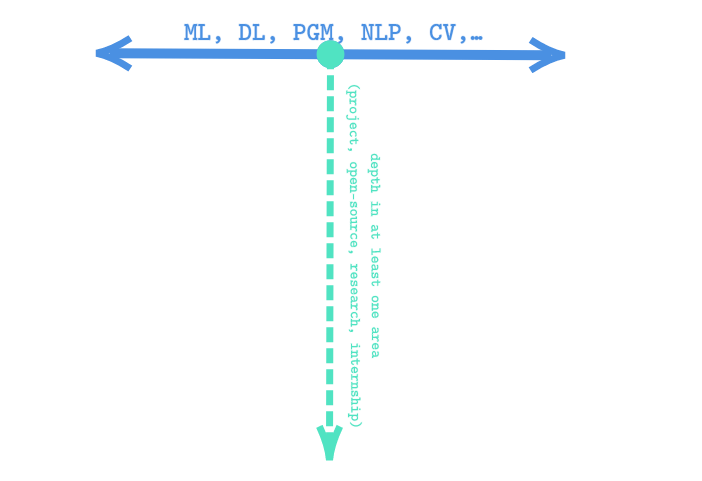 ML, DL, PGM, NLP, CV,…
depth in at least one area
(project, open-source, research, internship)